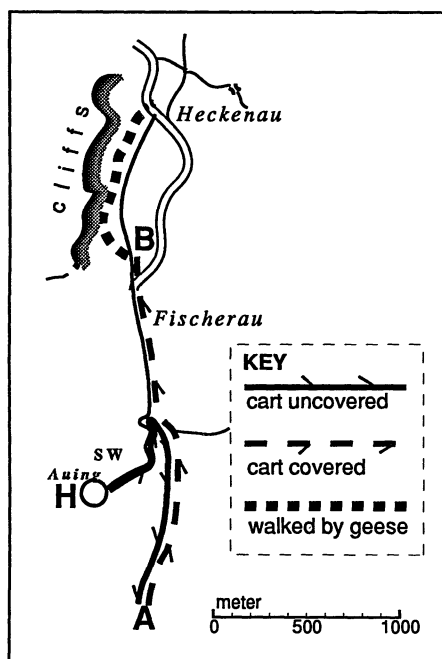 cliffs
Heckenau
B
Fischerau
KEY
cart uncovered
cart covered
walked by geese
SW
Auing
H
A
meter
0 500 1000